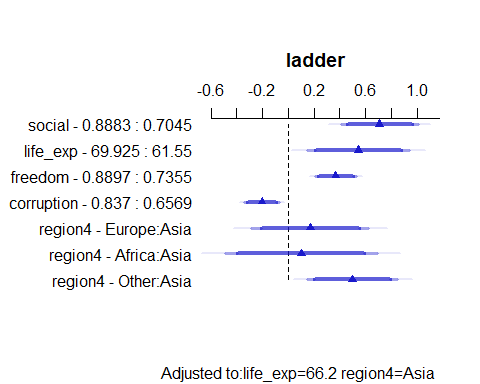 ladder
-0.6 -0.2 0.2 0.6 1.0
social - 0.8883 : 0.7045
life_exp - 69.925 : 61.55
freedom - 0.8897 : 0.7355
corruption - 0.837 : 0.6569
region4 - Europe:Asia
region4 - Africa:Asia
region4 - Other:Asia
Adjusted to:life_exp=66.2 region4=Asia